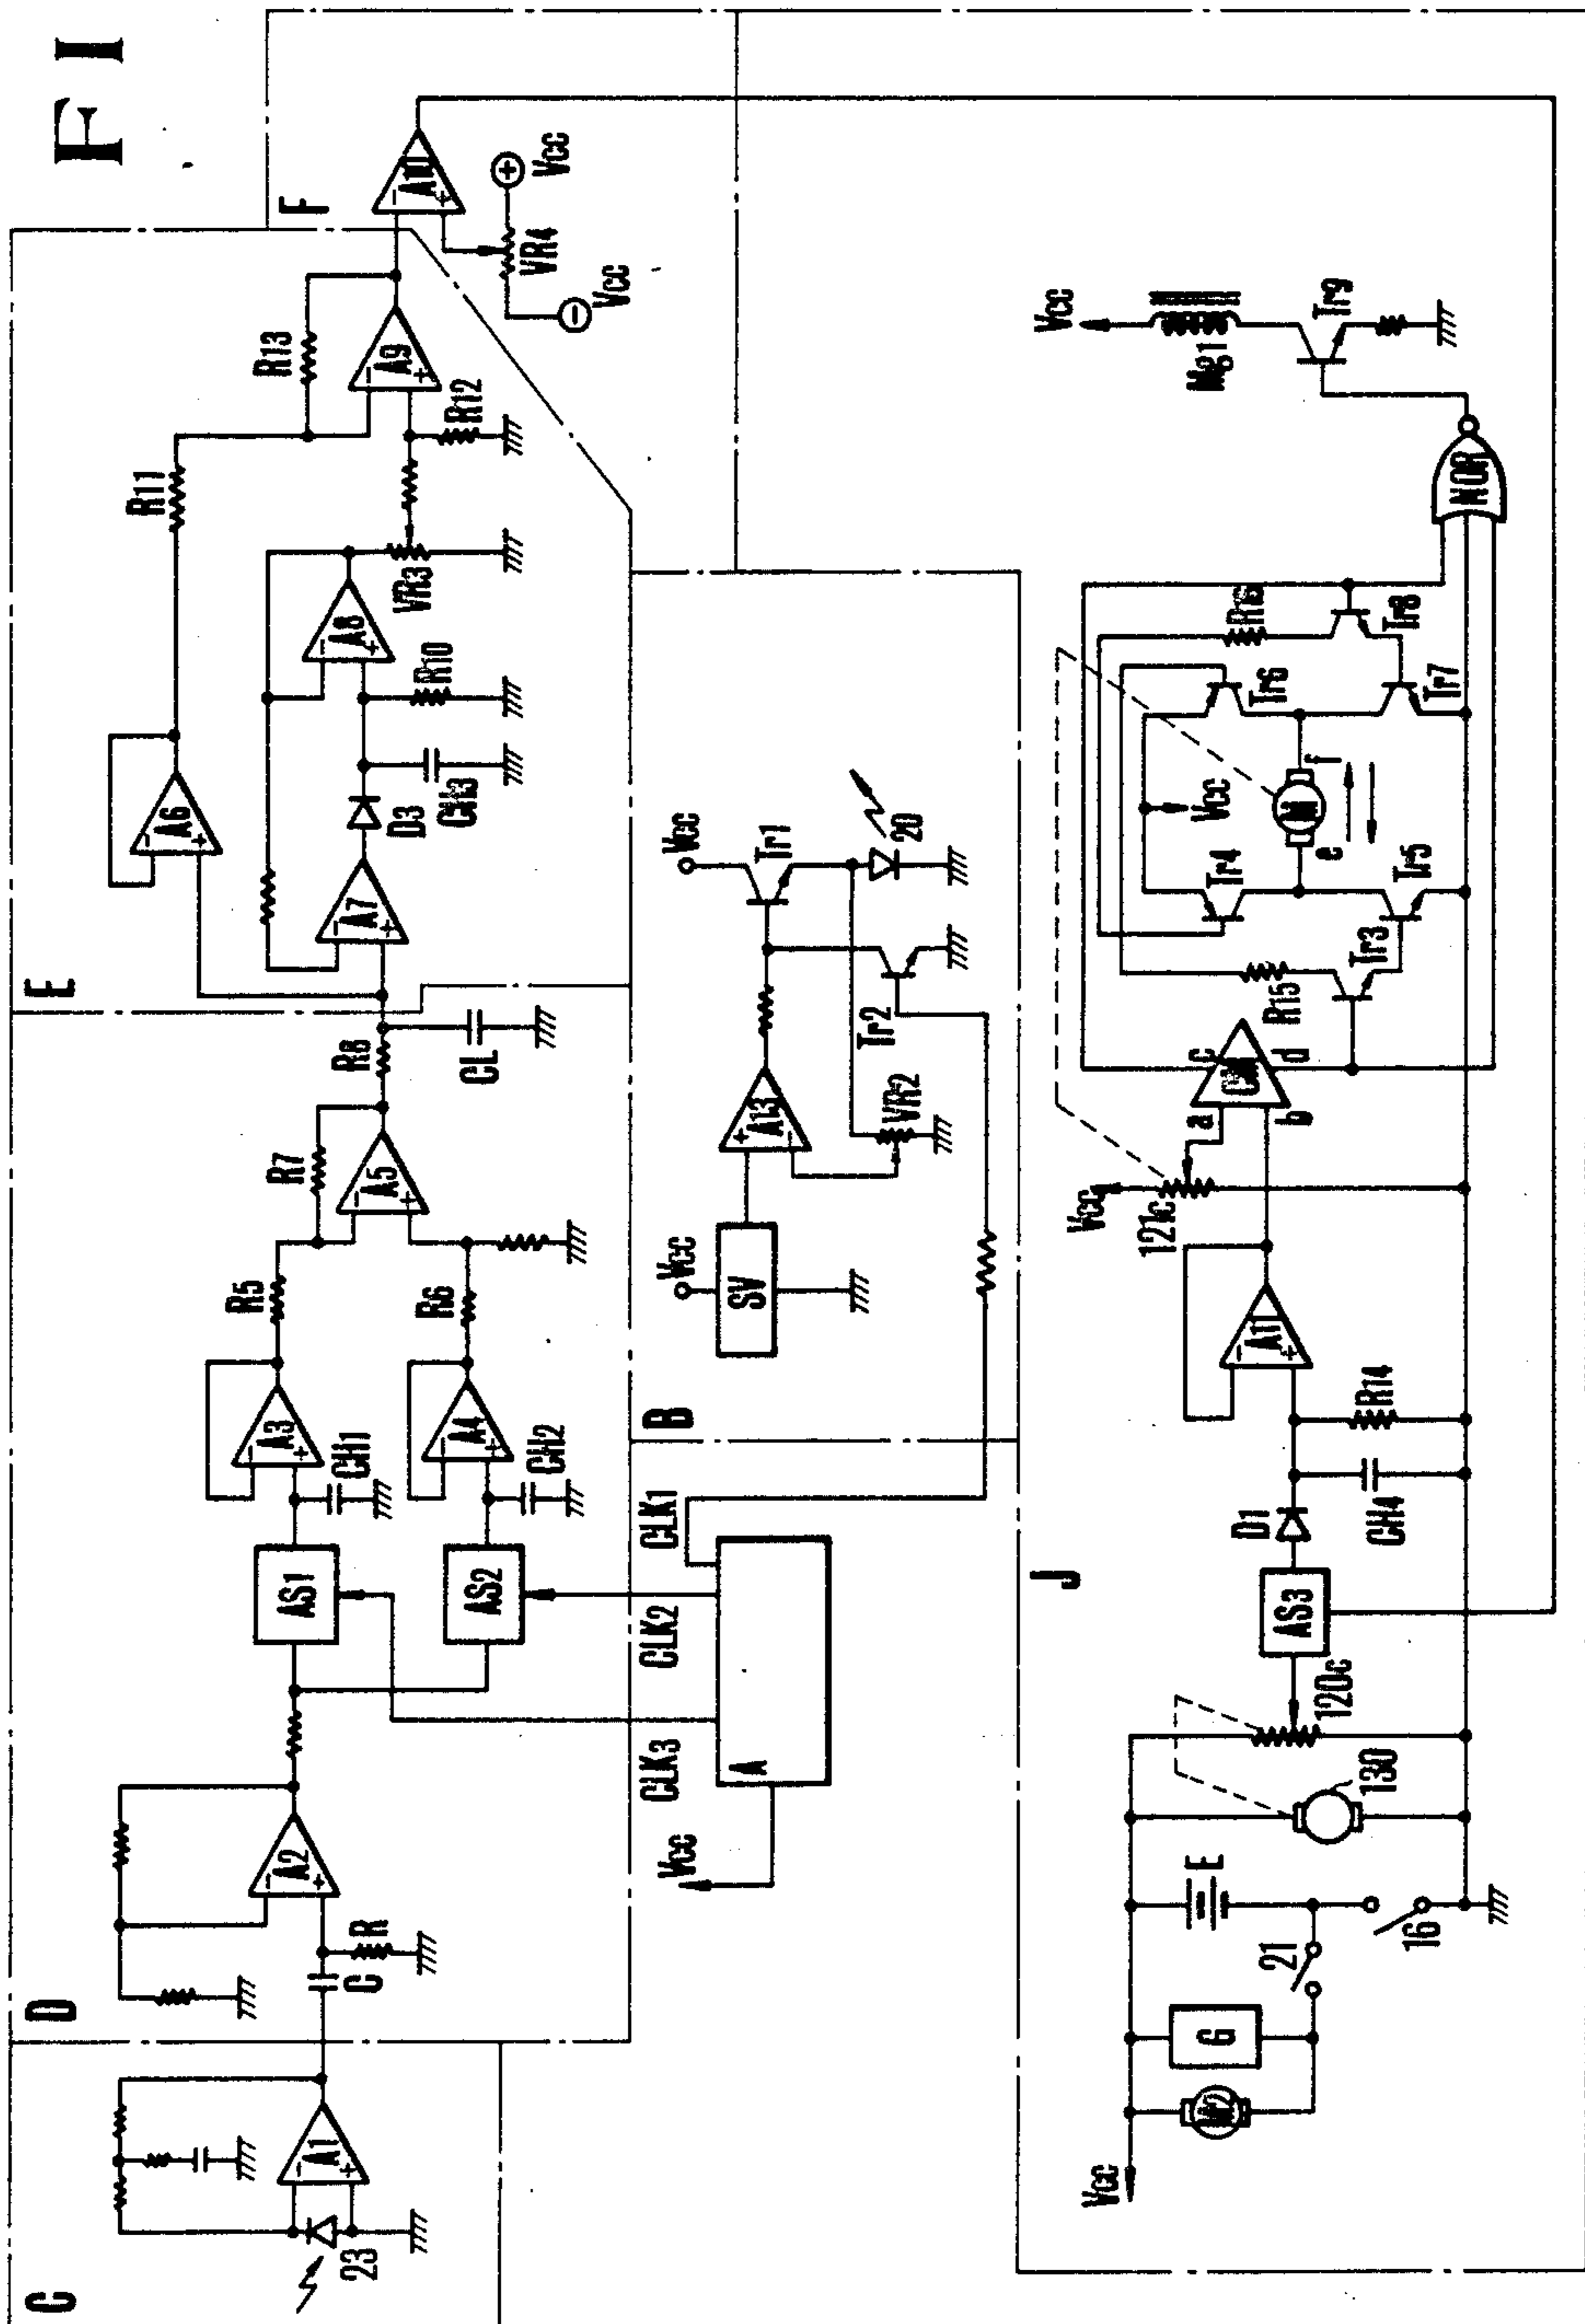 F I
C
23
A1
D
C
R
A2
AS1
AS2
CH1
CH2
A3
A4
R5
R6
R7
A5
R8
CL
E
A6
A7
D3
CH3
R10
A8
VR3
R11
R12
R13
A9
F
A10
VR4
Vcc
Vcc
CLK3
CLK2
CLK1
A
Vcc
B
SV
Vcc
A13
VR2
Tr2
Tr1
Vcc
20
J
Vcc
M2
G
21
E
16
130
120c
AS3
D1
CH4
R14
A11
121c
Vcc
a
b
c
d
R15
Tr3
Tr4
Tr5
e
M
f
Vcc
Tr6
Tr7
Tr8
NOR
Mg1
Vcc
Tr9